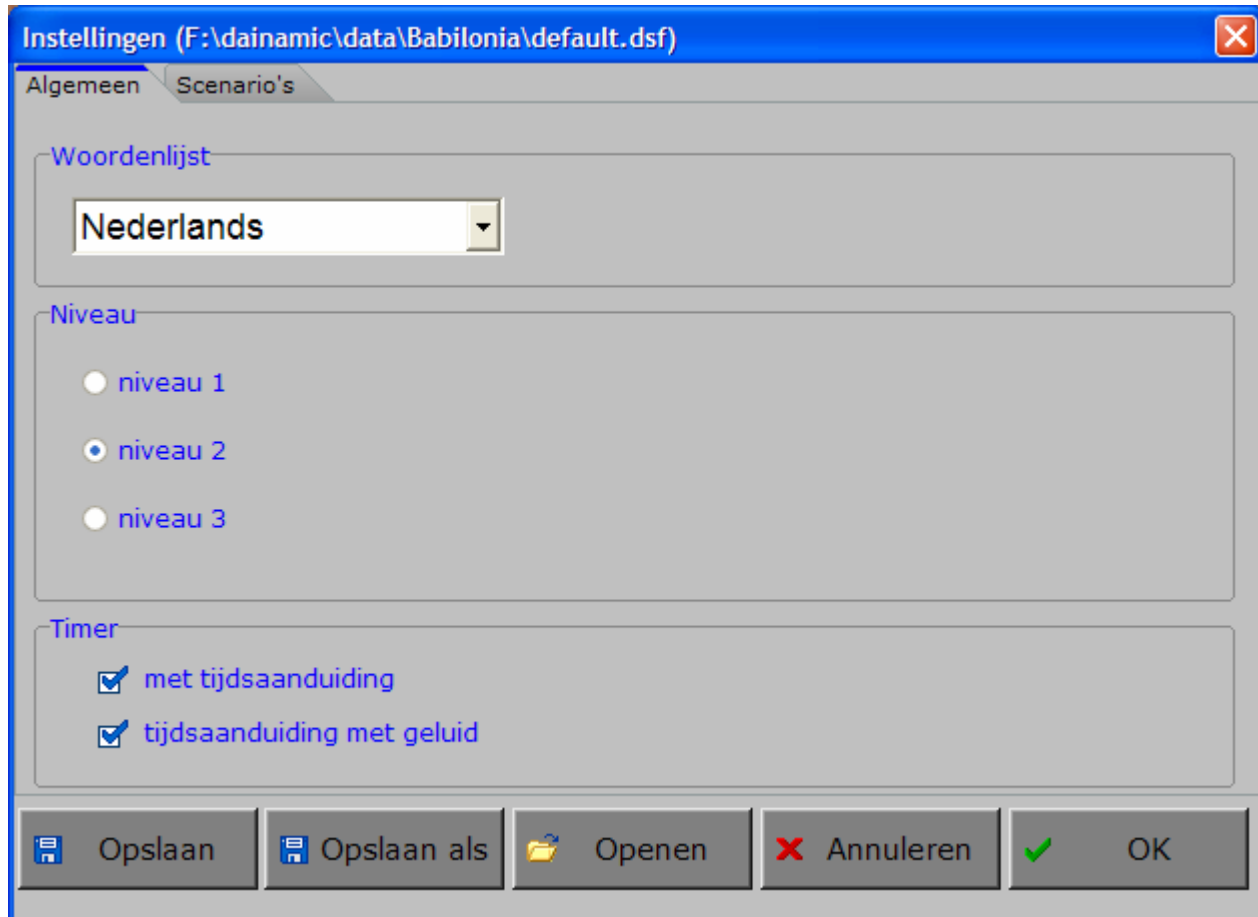 Instellingen (F:\dainamic\data\Babilonia\default.dsf)
Algemeen Scenario's
Woordenlijst
Nederlands
Niveau
niveau 1
niveau 2
niveau 3
Timer
met tijdsaanduiding
tijdsaanduiding met geluid
Opslaan Opslaan als Openen Annuleren OK